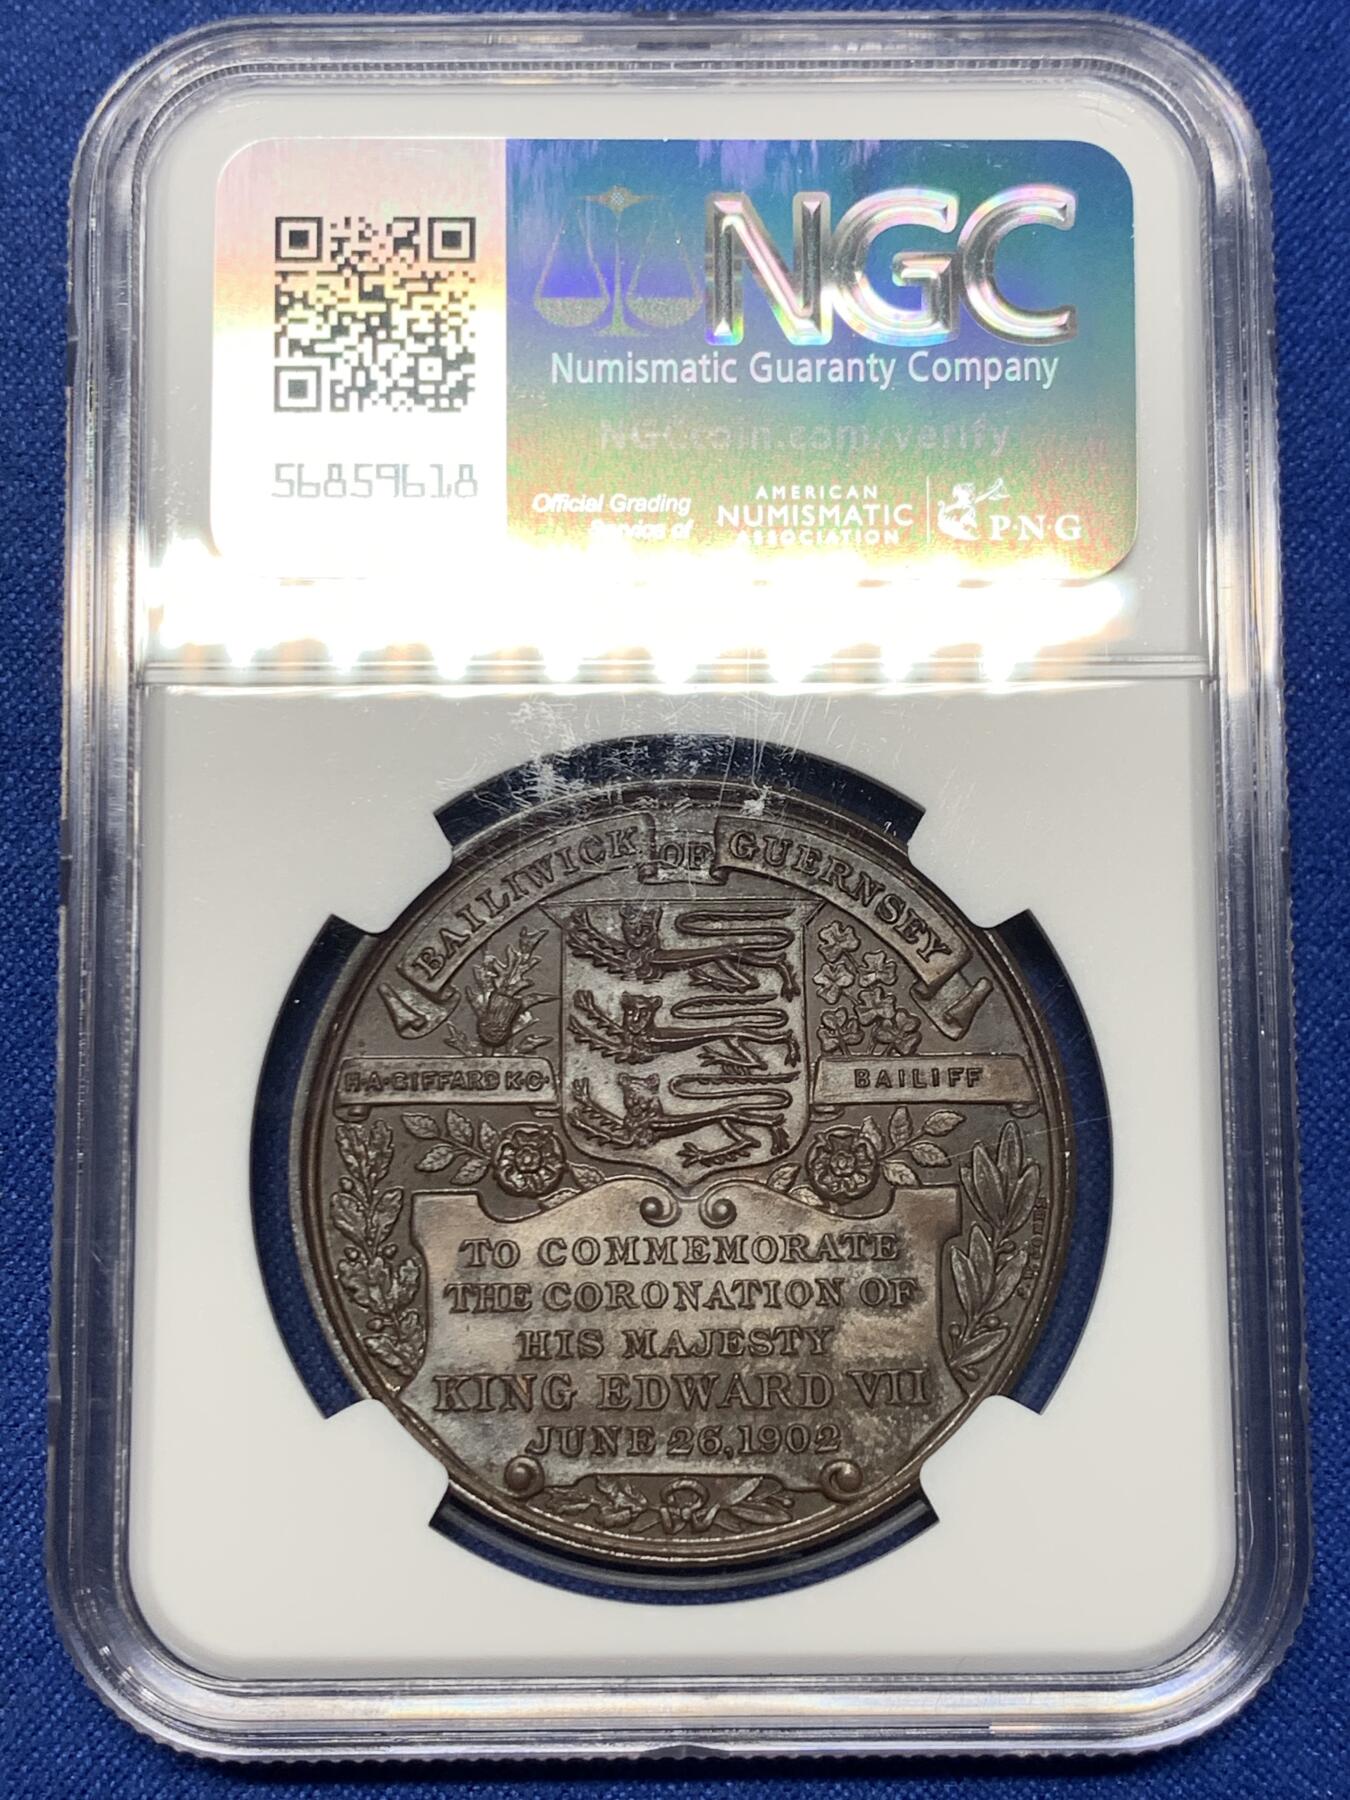 NGC
Numismatic Guaranty Company
NGCcoin.com/verify
56859618
Official Grading
Service of
AMERICAN
NUMISMATIC
ASSOCIATION
P·N·G
BAILIWICK OF GUERNSEY
H·A·GIFFARD K·C·
BAILIFF
TO COMMEMORATE
THE CORONATION OF
HIS MAJESTY
KING EDWARD VII
JUNE 26, 1902